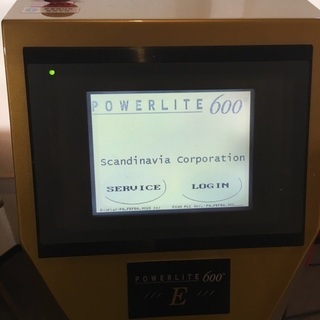 POWERLITE 600
Scandinavia Corporation
SERVICE LOGIN
POWERLITE 600
E